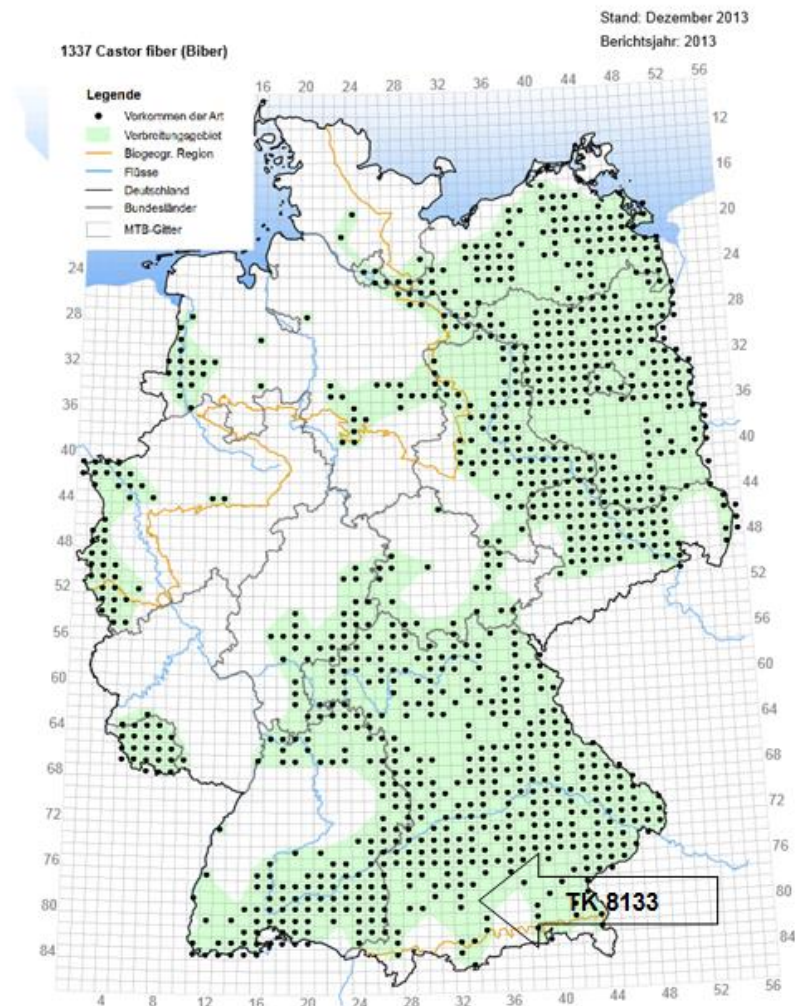 Stand: Dezember 2013
Berichtsjahr: 2013
1337 Castor fiber (Biber)
Legende
Vorkommen der Art
Verbreitungsgebiet
Biogeogr. Region
Flüsse
Deutschland
Bundesländer
MTB-Gitter
16 20 24 28 32 36 40 44 48 52 56
12
16
20
24
24
28
28
32
32
36
36
40
40
44
44
48
48
52
52
56
56
60
60
64
64
68
68
72
72
76
76
80
80
84
84
TK 8133
4 8 12 16 20 24 28 32 36 40 44 48 52 56